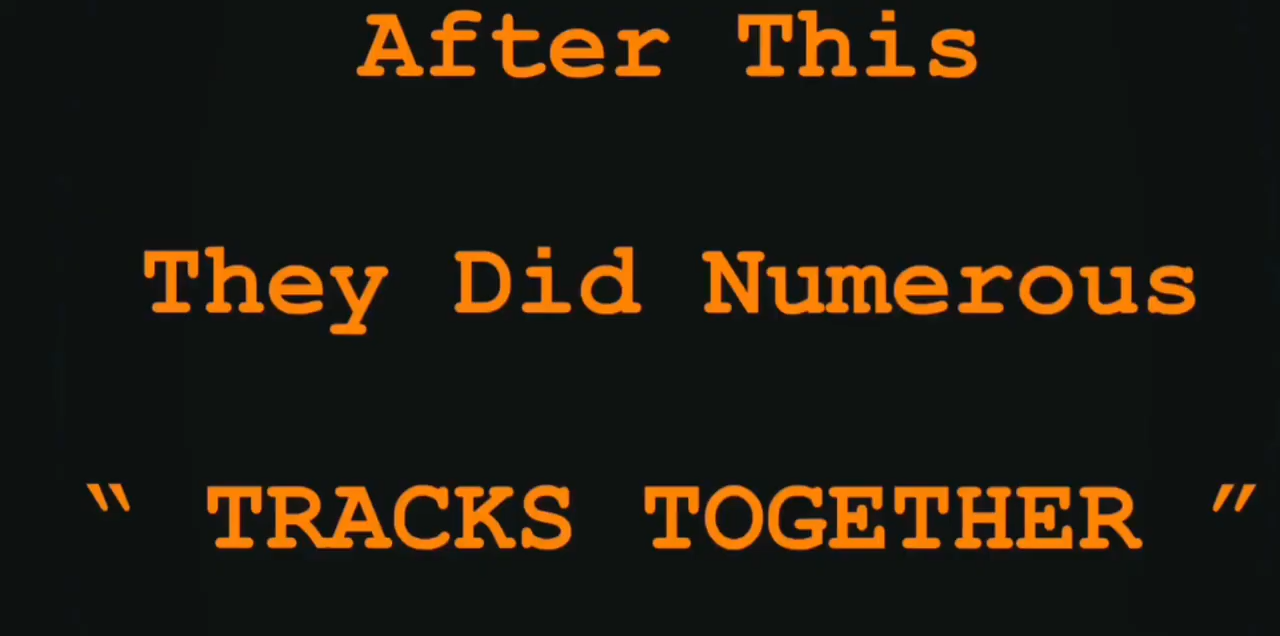 After This
They Did Numerous
“ TRACKS TOGETHER ”